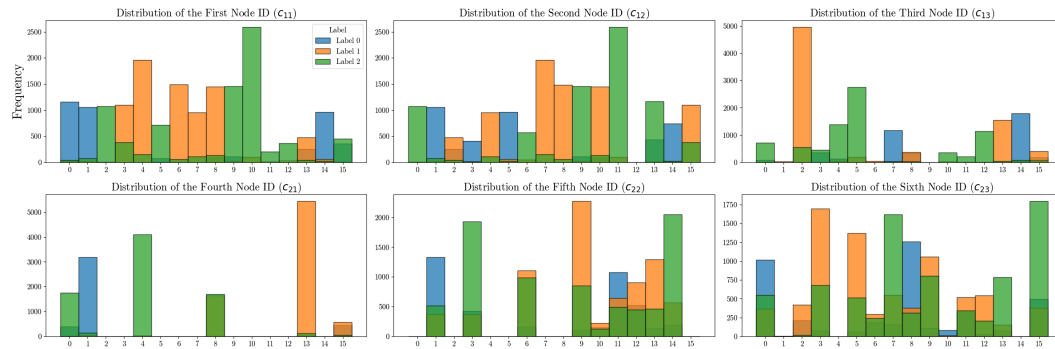 Distribution of the First Node ID (c11)
Distribution of the Second Node ID (c12)
Distribution of the Third Node ID (c13)
Frequency
Label
Label 0
Label 1
Label 2
2500
2000
1500
1000
500
0
0 1 2 3 4 5 6 7 8 9 10 11 12 13 14 15
2500
2000
1500
1000
500
0
0 1 2 3 4 5 6 7 8 9 10 11 12 13 14 15
5000
4000
3000
2000
1000
0
0 1 2 3 4 5 6 7 8 9 10 11 12 13 14 15
Distribution of the Fourth Node ID (c21)
Distribution of the Fifth Node ID (c22)
Distribution of the Sixth Node ID (c23)
5000
4000
3000
2000
1000
0
0 1 2 3 4 5 6 7 8 9 10 11 12 13 14 15
2000
1500
1000
500
0
0 1 2 3 4 5 6 7 8 9 10 11 12 13 14 15
1750
1500
1250
1000
750
500
250
0
0 1 2 3 4 5 6 7 8 9 10 11 12 13 14 15